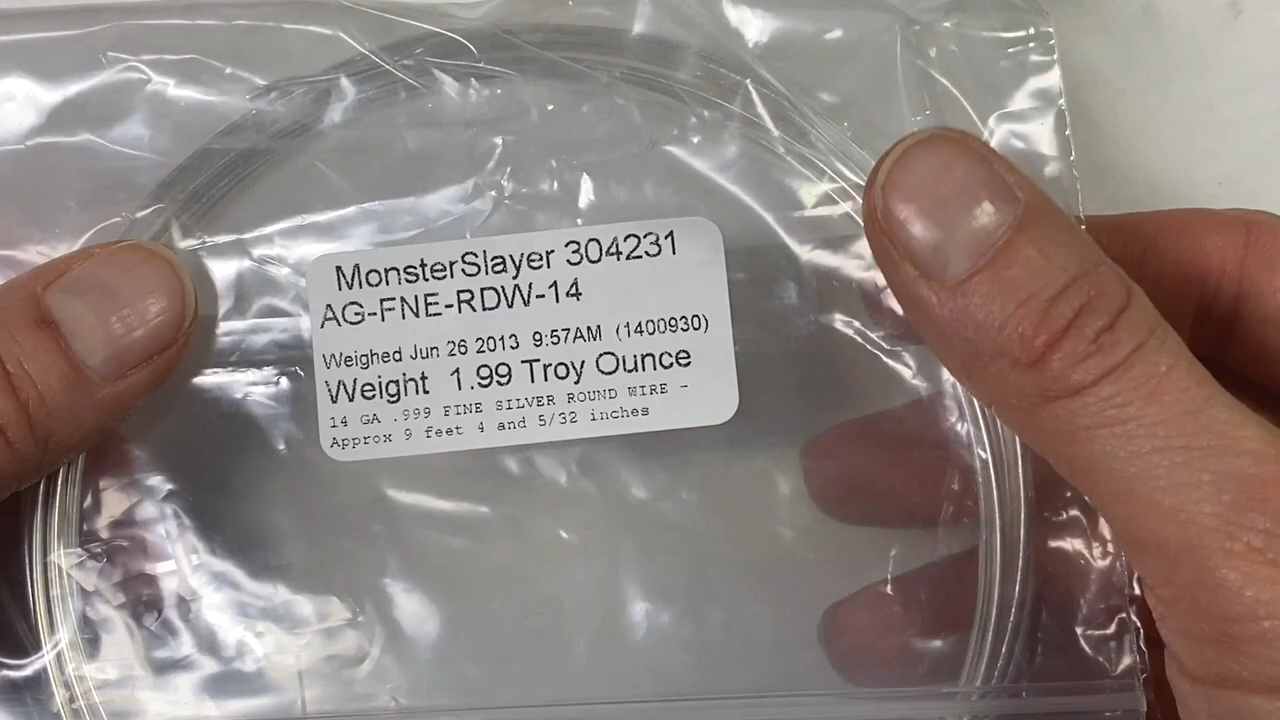 MonsterSlayer 304231
AG-FNE-RDW-14
Weighed Jun 26 2013 9:57AM (1400930)
Weight 1.99 Troy Ounce
14 GA .999 FINE SILVER ROUND WIRE -
Approx 9 feet 4 and 5/32 inches